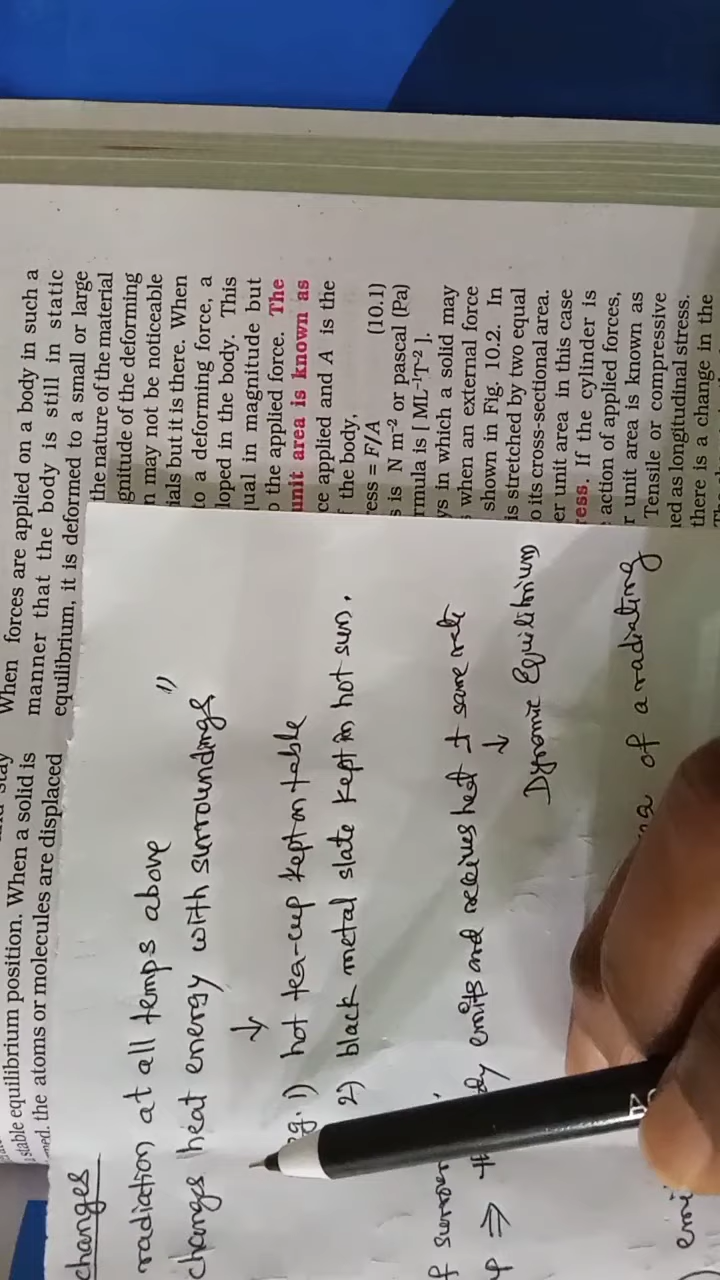 stable equilibrium position. When a solid is
the atoms or molecules are displaced
When forces are applied on a body in such a
manner that the body is still in static
equilibrium, it is deformed to a small or large
the nature of the material
gnitude of the deforming
n may not be noticeable
ials but it is there. When
to a deforming force, a
loped in the body. This
ual in magnitude but
the applied force. The
unit area is known as
ce applied and A is the
the body,
ress = F/A (10.1)
s is N m⁻² or pascal (Pa)
rmula is [ ML⁻¹T⁻² ].
ys in which a solid may
when an external force
shown in Fig. 10.2. In
is stretched by two equal
o its cross-sectional area.
er unit area in this case
ress. If the cylinder is
action of applied forces,
r unit area is known as
Tensile or compressive
ned as longitudinal stress.
there is a change in the
changes
radiation at all temps above
changes heat energy with surroundings"
↓
eg. 1) hot tea-cup kept on table
2) black metal slate kept in hot sun.
f surroun
⇒ dy emits and receives heat + same rate
↓
Dynamic Equilibrium
of a radiating
emi